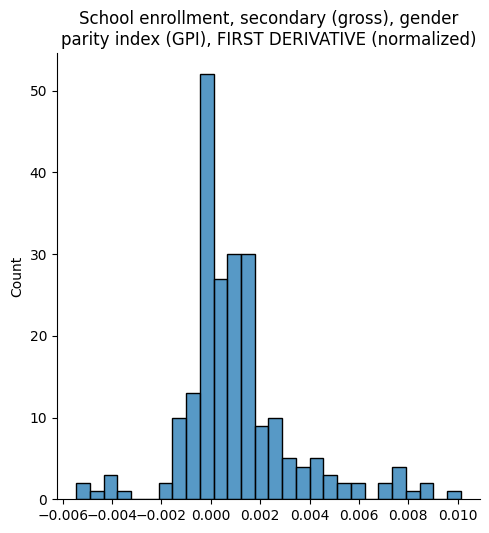 School enrollment, secondary (gross), gender
parity index (GPI), FIRST DERIVATIVE (normalized)
Count
50
40
30
20
10
0
−0.006 −0.004 −0.002 0.000 0.002 0.004 0.006 0.008 0.010